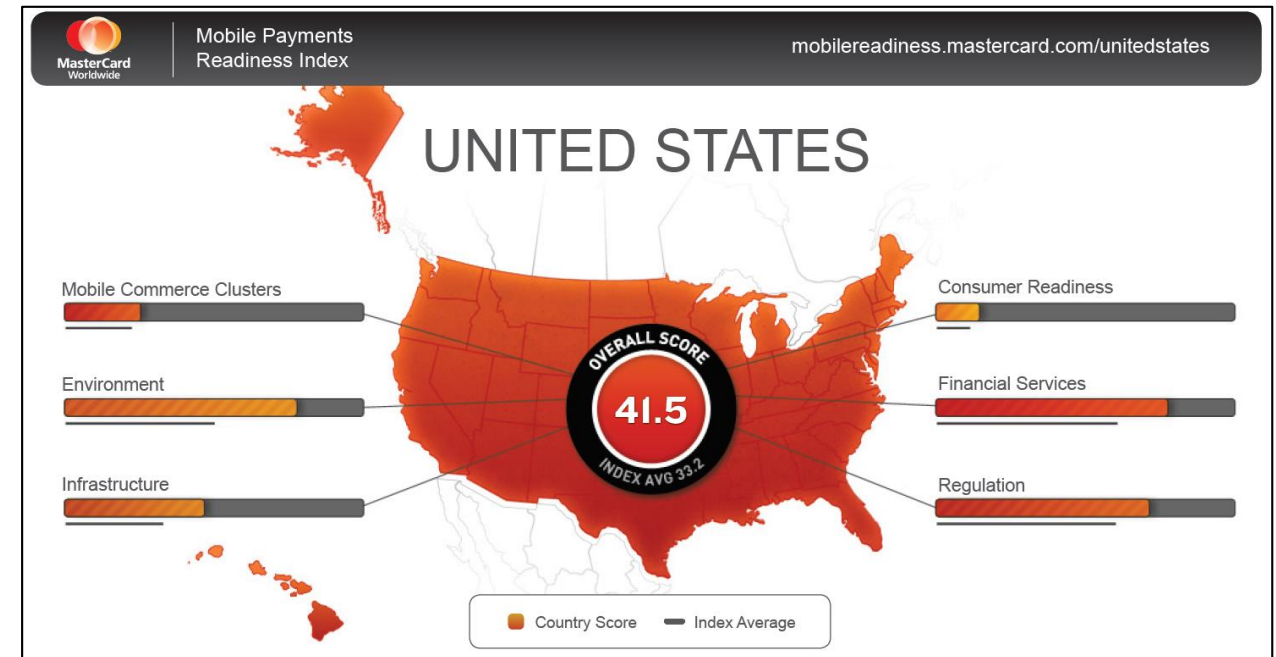 MasterCard
Worldwide
Mobile Payments
Readiness Index
mobilereadiness.mastercard.com/unitedstates
UNITED STATES
Mobile Commerce Clusters
Environment
Infrastructure
OVERALL SCORE
41.5
INDEX AVG 33.2
Consumer Readiness
Financial Services
Regulation
Country Score
Index Average